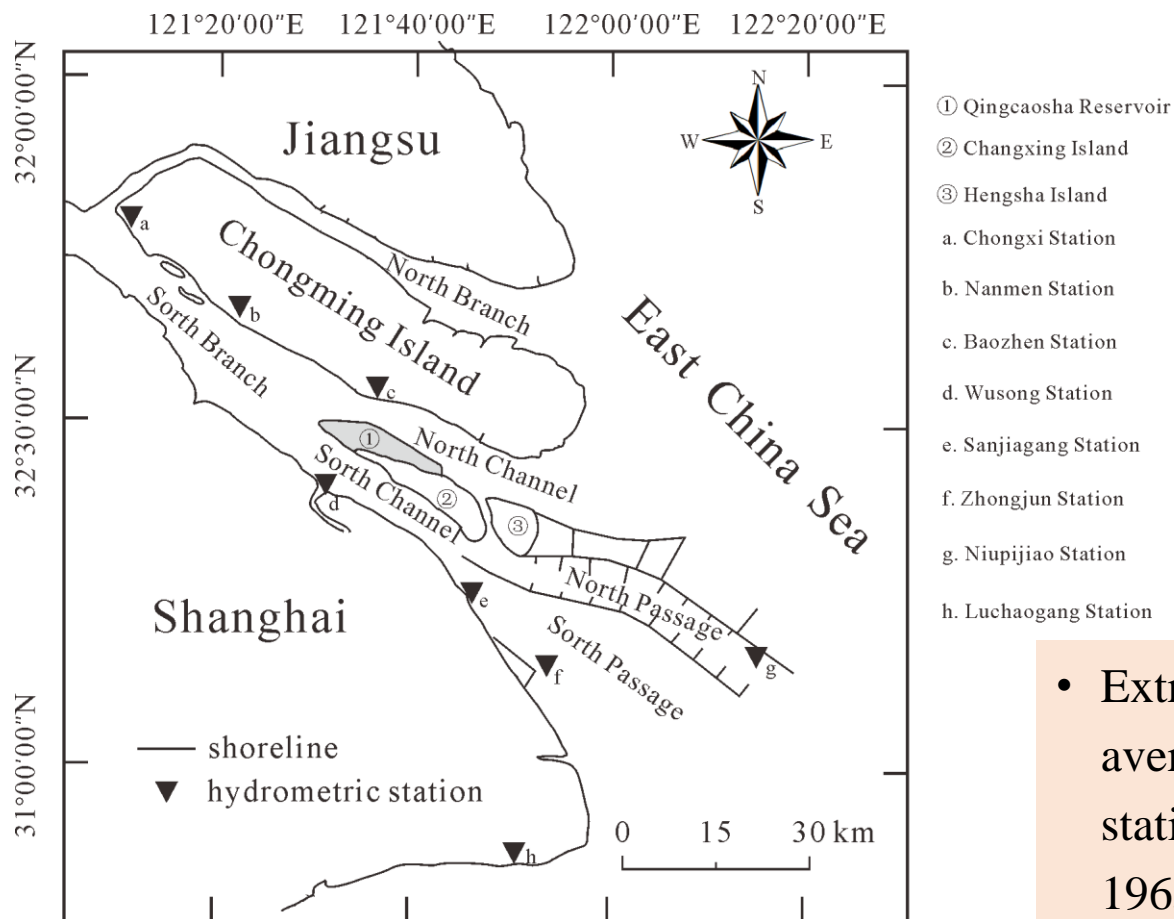 121°20'00"E 121°40'00"E 122°00'00"E 122°20'00"E
32°00'00"N
32°30'00"N
31°00'00"N
N
W E
S
Jiangsu
Chongming Island
North Branch
Sorth Branch
East China Sea
North Channel
Sorth Channel
North Passage
Sorth Passage
Shanghai
①
②
③
a
b
c
d
e
f
g
h
shoreline
hydrometric station
0 15 30 km
① Qingcaosha Reservoir
② Changxing Island
③ Hengsha Island
a. Chongxi Station
b. Nanmen Station
c. Baozhen Station
d. Wusong Station
e. Sanjiagang Station
f. Zhongjun Station
g. Niupijiao Station
h. Luchaogang Station
• Extr
aver
stati
196